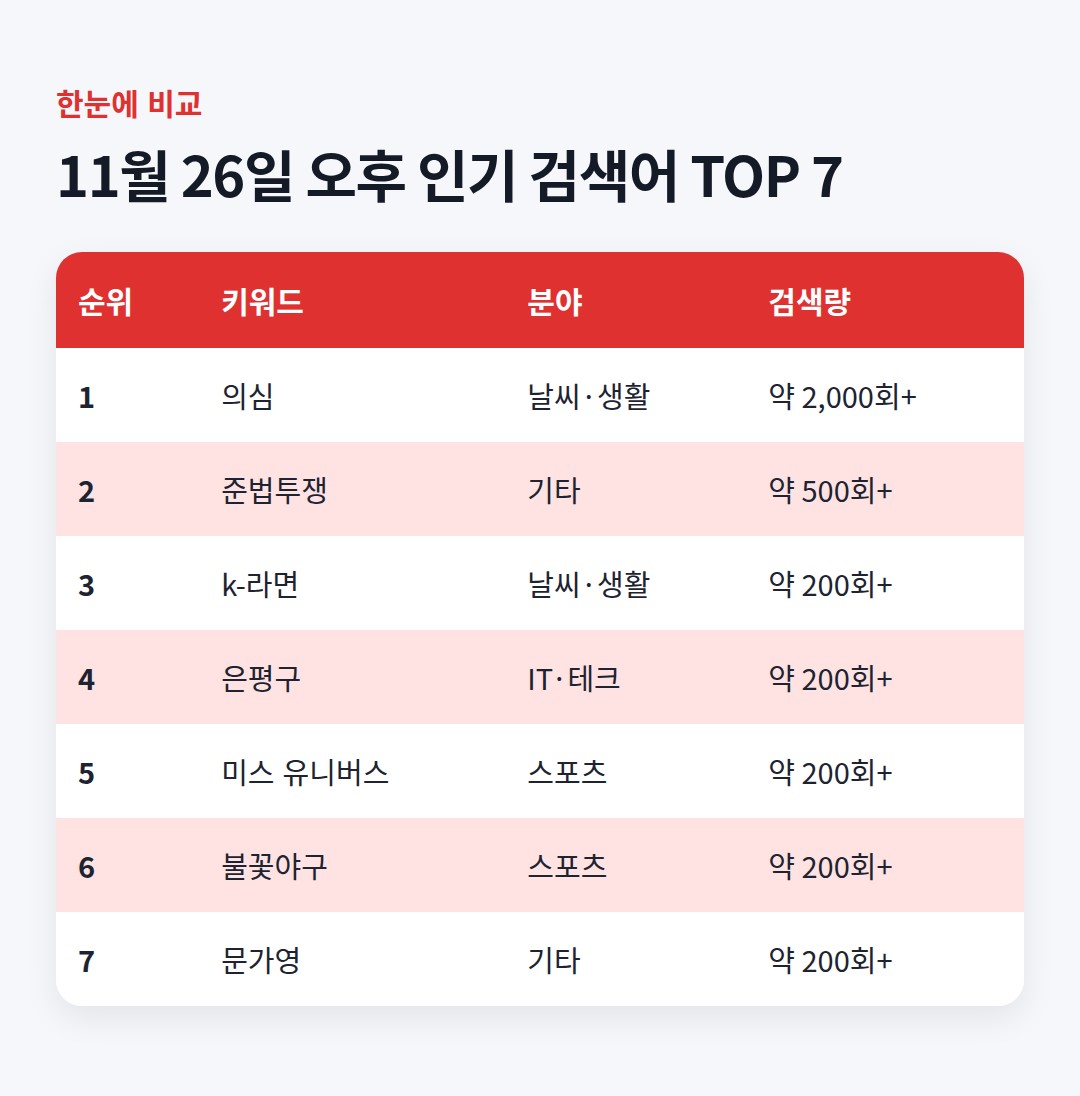 한눈에 비교
11월 26일 오후 인기 검색어 TOP 7
순위 키워드 분야 검색량
1 의심 날씨·생활 약 2,000회+
2 준법투쟁 기타 약 500회+
3 k-라면 날씨·생활 약 200회+
4 은평구 IT·테크 약 200회+
5 미스 유니버스 스포츠 약 200회+
6 불꽃야구 스포츠 약 200회+
7 문가영 기타 약 200회+